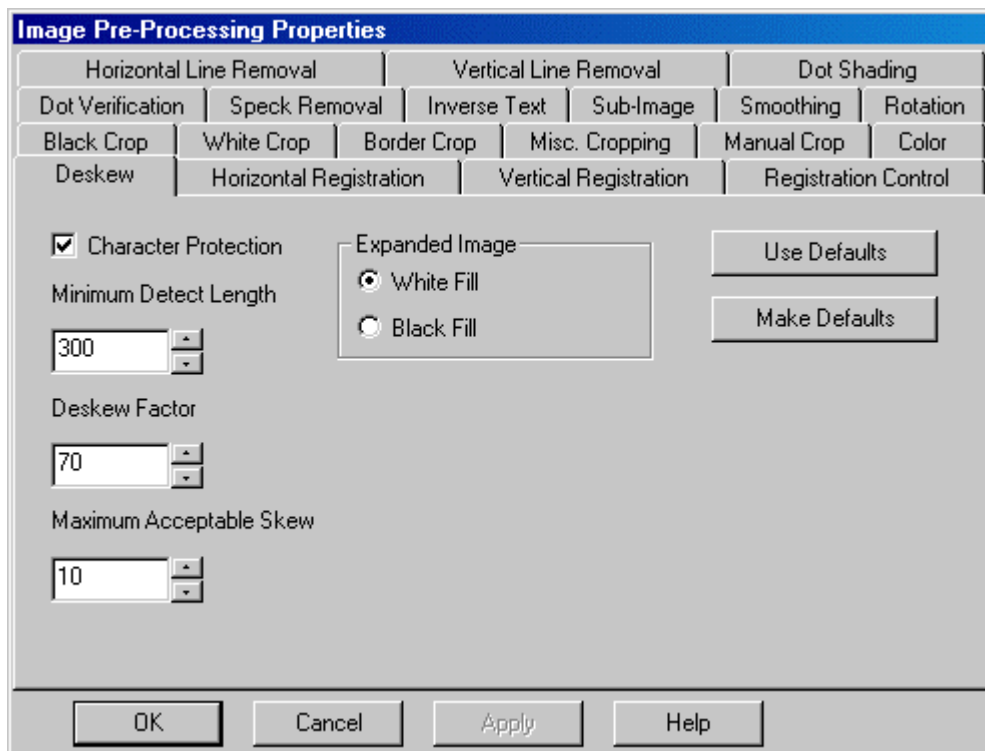 Image Pre-Processing Properties
Horizontal Line Removal Vertical Line Removal Dot Shading
Dot Verification Speck Removal Inverse Text Sub-Image Smoothing Rotation
Black Crop White Crop Border Crop Misc. Cropping Manual Crop Color
Deskew Horizontal Registration Vertical Registration Registration Control
Character Protection
Expanded Image
White Fill
Black Fill
Use Defaults
Make Defaults
Minimum Detect Length
300
Deskew Factor
70
Maximum Acceptable Skew
10
OK Cancel Apply Help